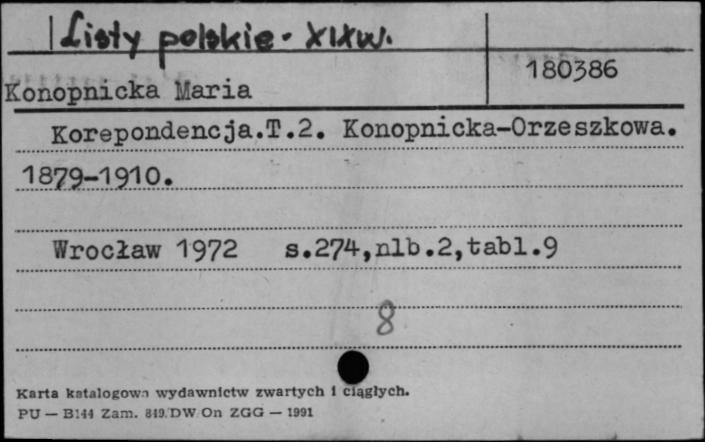 Listy polskie - XIXw.
180386
Konopnicka Maria
Korepondencja.T.2. Konopnicka-Orzeszkowa.
1879-1910.
Wrocław 1972 s.274,nlb.2,tabl.9
8
Karta katalogowa wydawnictw zwartych i ciągłych.
PU — B144 Zam. 849. DW/On ZGG — 1991